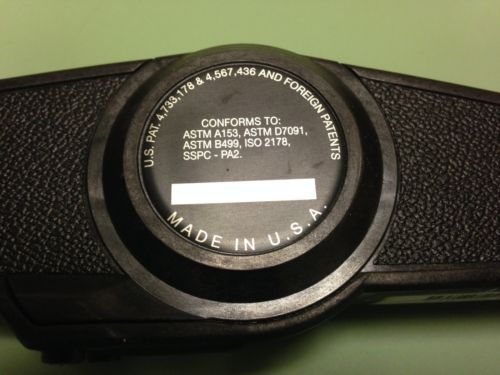 U.S. PAT. 4,733,178 & 4,567,436 AND FOREIGN PATENTS
CONFORMS TO:
ASTM A153, ASTM D7091,
ASTM B499, ISO 2178,
SSPC - PA2.
MADE IN U.S.A.